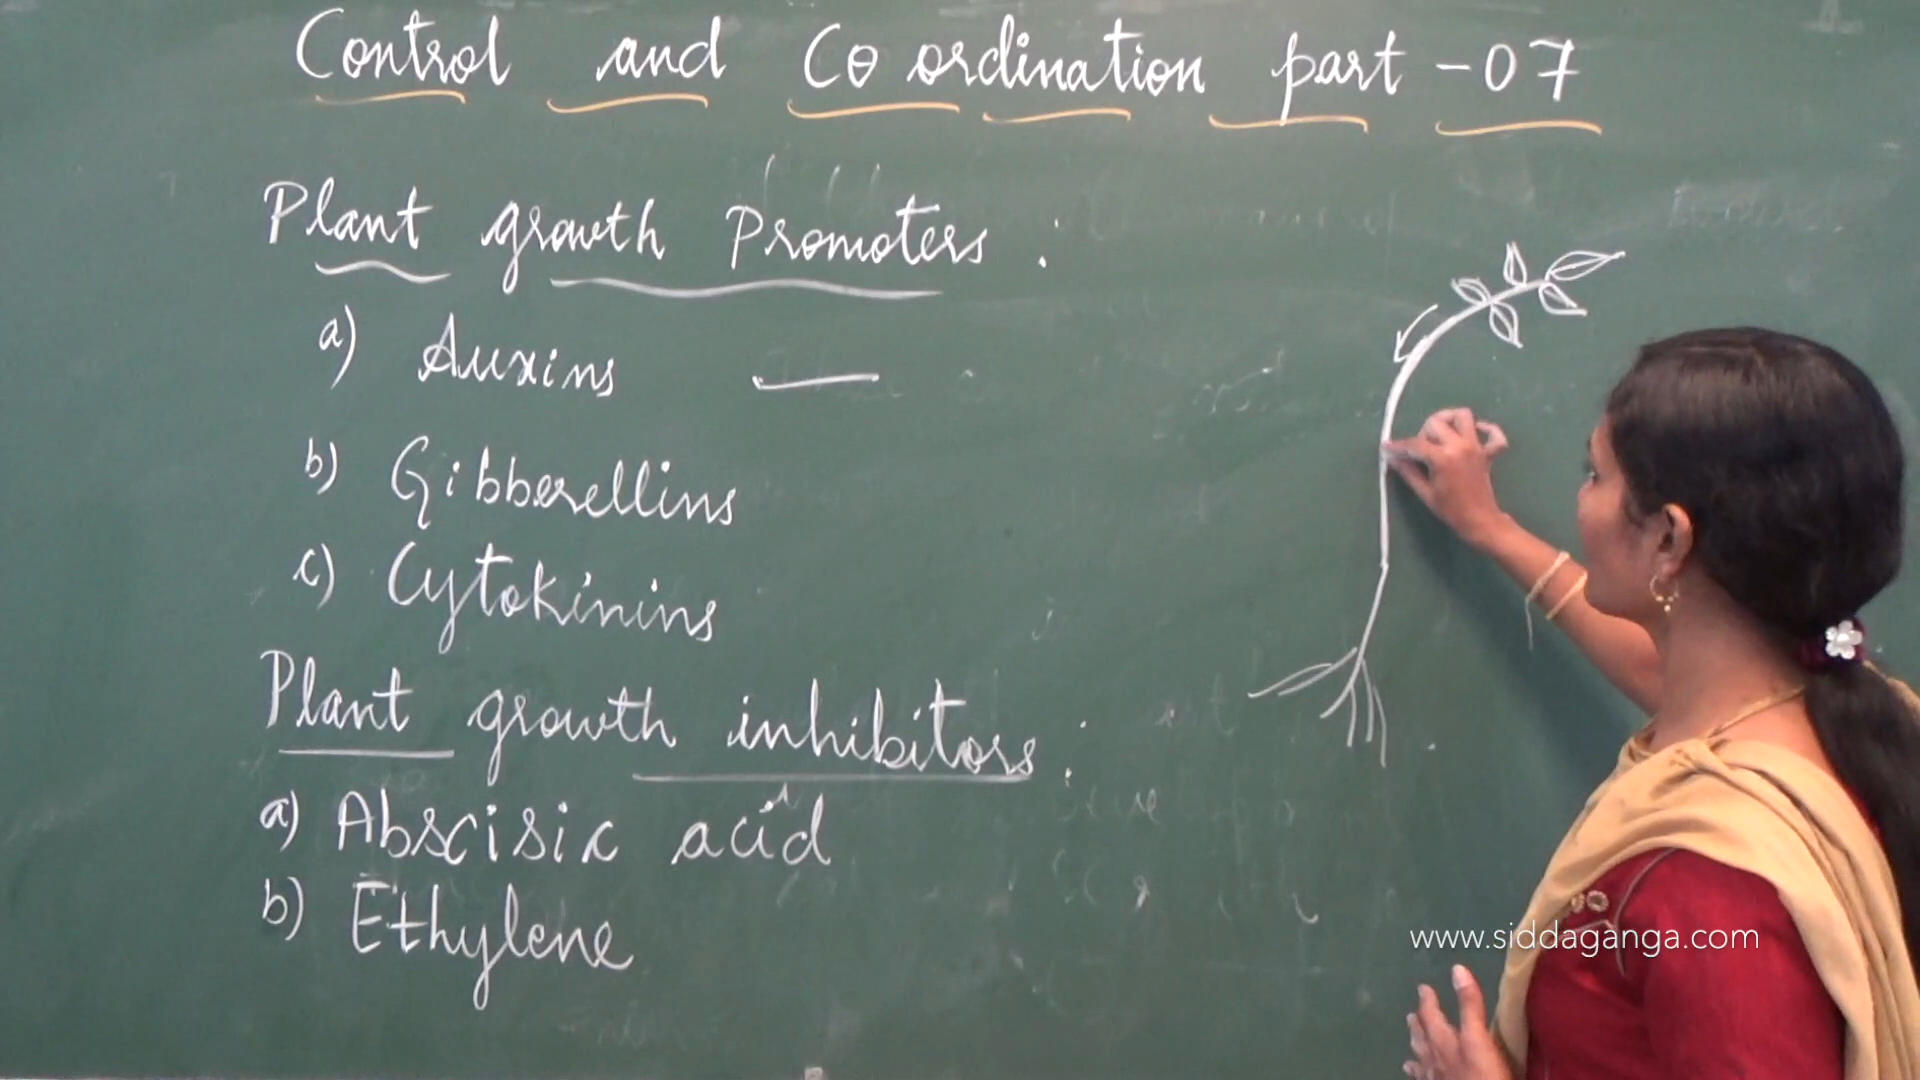 Control and Co ordination part - 07
Plant growth Promoters :
a) Auxins —
b) Gibberellins
c) Cytokinins
Plant growth inhibitors :
a) Abscisic acid
b) Ethylene
www.siddaganga.com